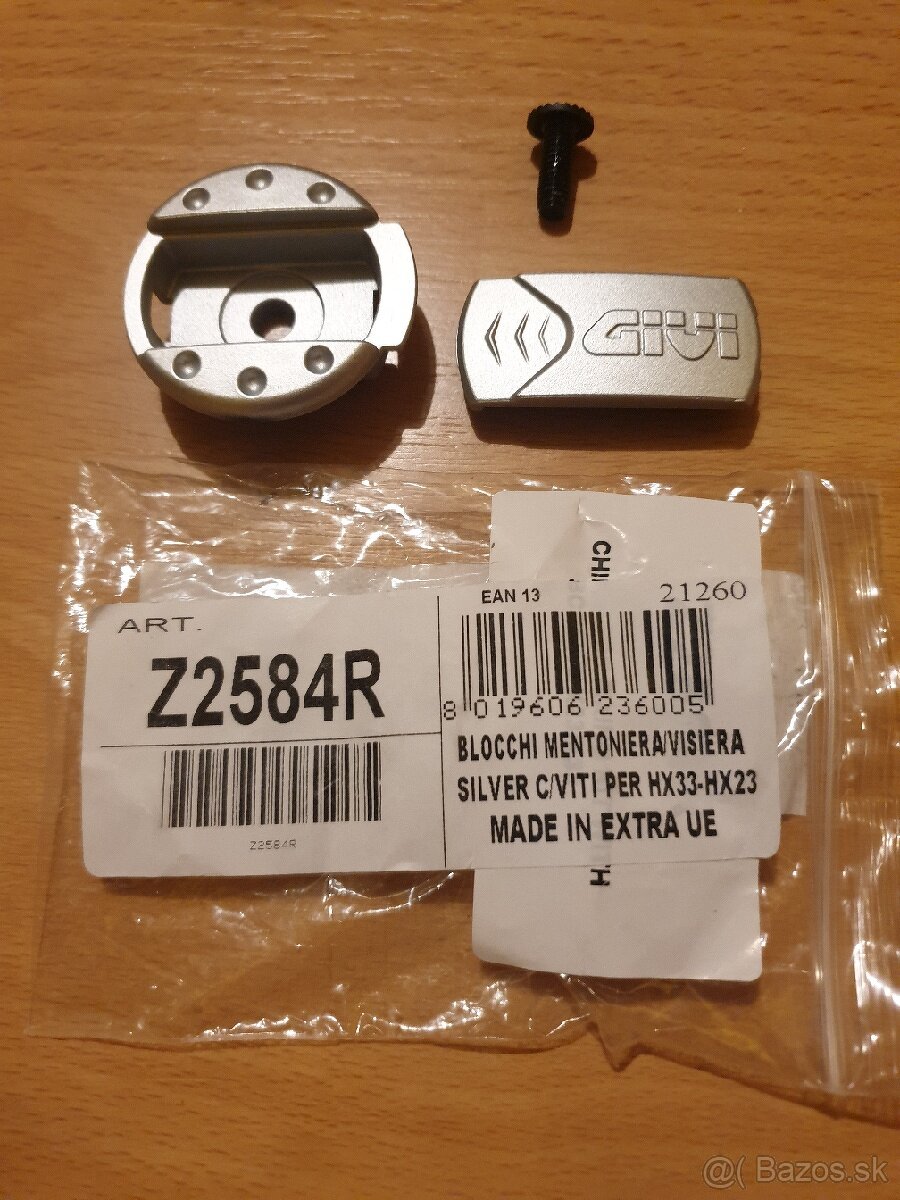 GIVI
CHI
ART.
Z2584R
Z2584R
EAN 13
21260
8 019606 236005
BLOCCHI MENTONIERA/VISIERA
SILVER C/VITI PER HX33-HX23
MADE IN EXTRA UE
@( Bazos.sk